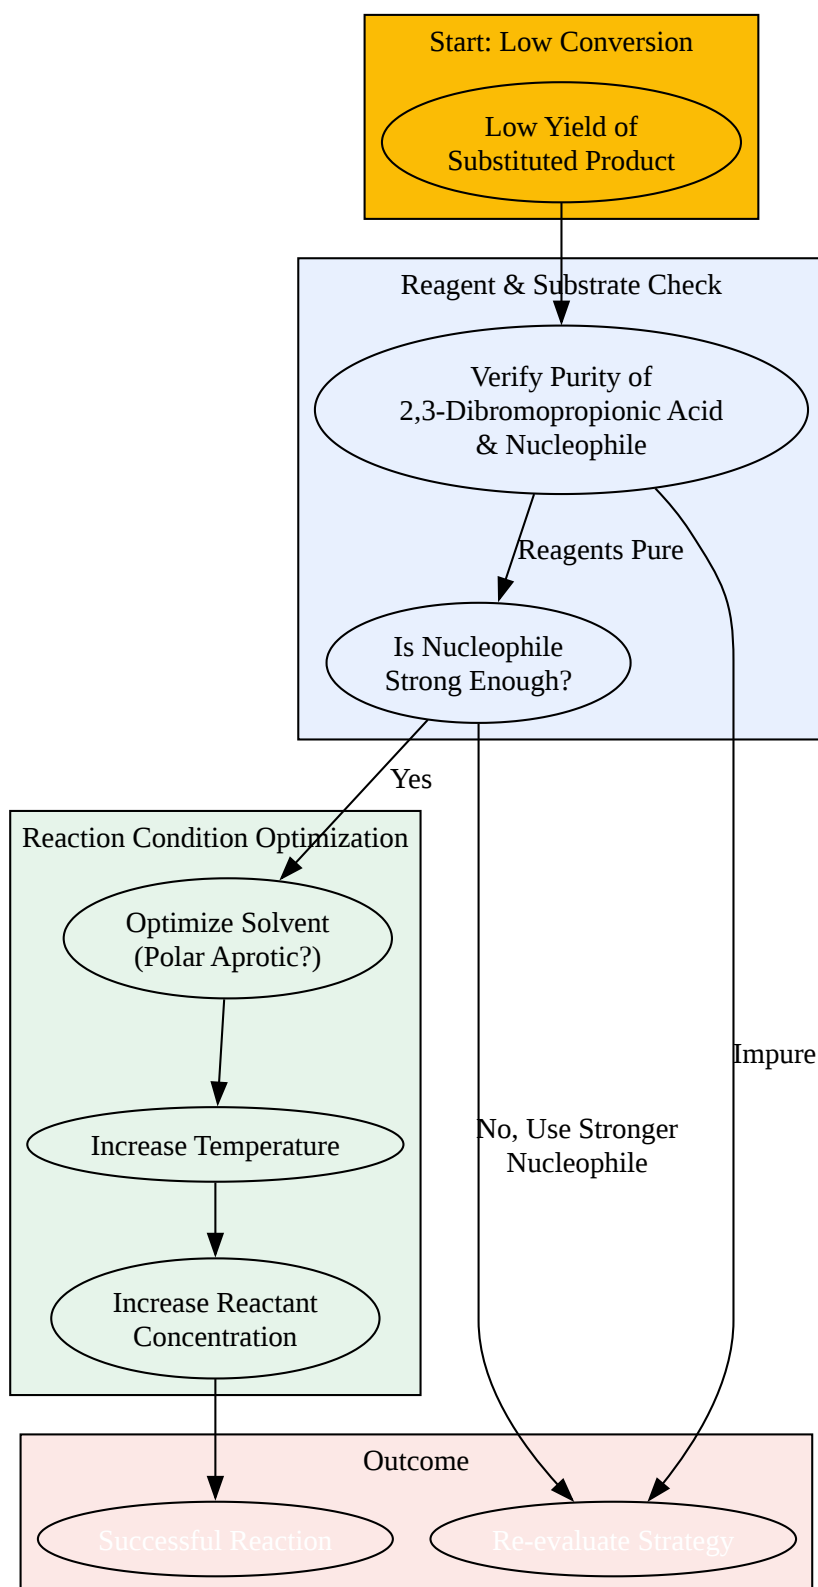 Start: Low Conversion
Low Yield of
Substituted Product
Reagent & Substrate Check
Verify Purity of
2,3-Dibromopropionic Acid
& Nucleophile
Reagents Pure
Is Nucleophile
Strong Enough?
Yes
Reaction Condition Optimization
Optimize Solvent
(Polar Aprotic?)
Impure
No, Use Stronger
Nucleophile
Increase Temperature
Increase Reactant
Concentration
Outcome
Successful Reaction
Re-evaluate Strategy